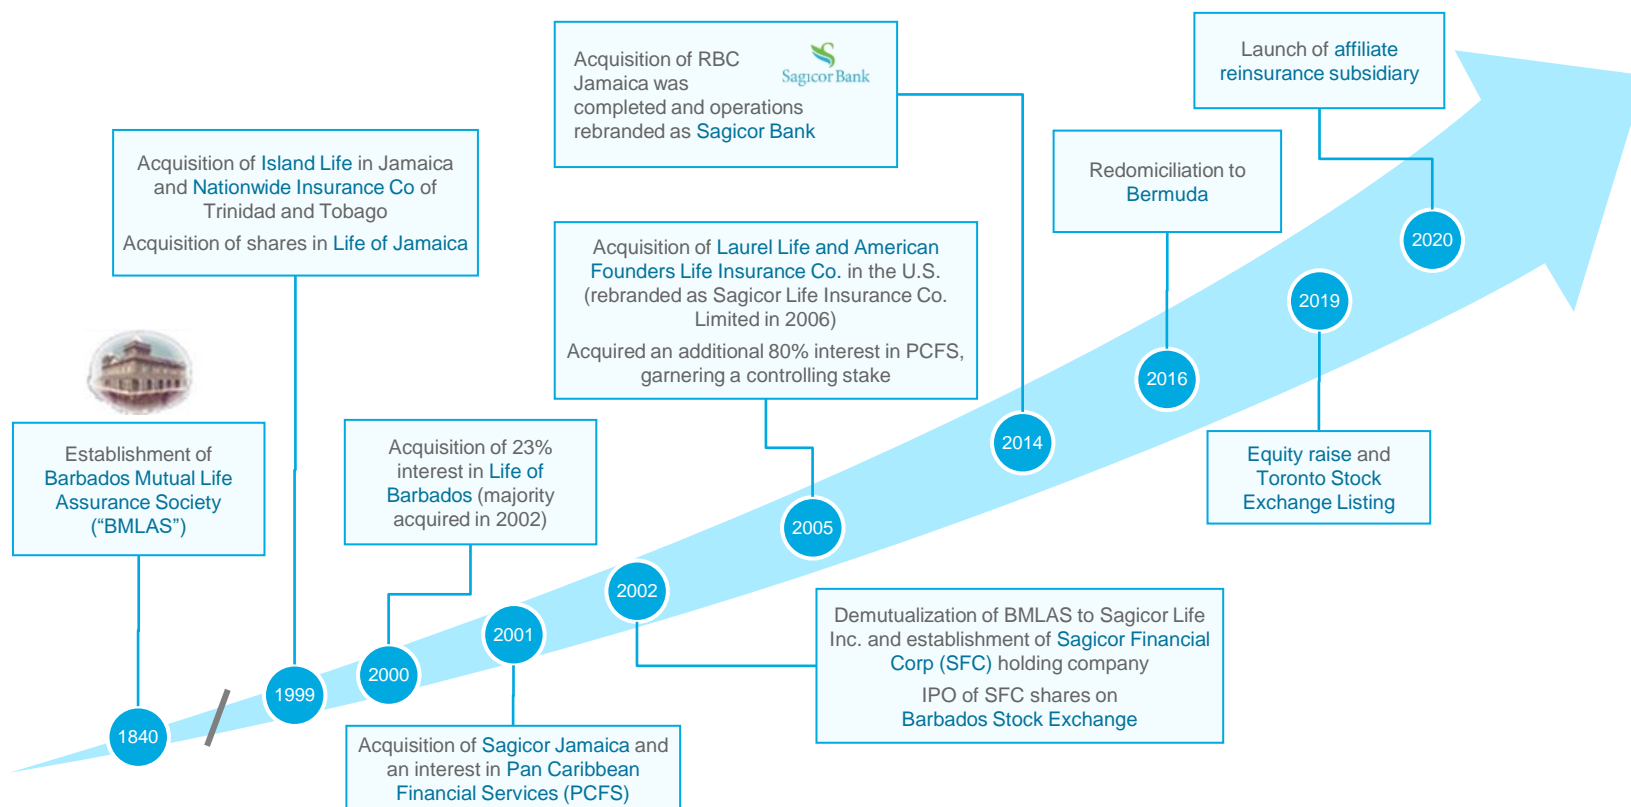 Establishment of
Barbados Mutual Life
Assurance Society
(“BMLAS”)
1840
Acquisition of Island Life in Jamaica
and Nationwide Insurance Co of
Trinidad and Tobago
Acquisition of shares in Life of Jamaica
1999
Acquisition of 23%
interest in Life of
Barbados (majority
acquired in 2002)
2000
2001
Acquisition of Sagicor Jamaica and
an interest in Pan Caribbean
Financial Services (PCFS)
2002
Demutualization of BMLAS to Sagicor Life
Inc. and establishment of Sagicor Financial
Corp (SFC) holding company
IPO of SFC shares on
Barbados Stock Exchange
Acquisition of Laurel Life and American
Founders Life Insurance Co. in the U.S.
(rebranded as Sagicor Life Insurance Co.
Limited in 2006)
Acquired an additional 80% interest in PCFS,
garnering a controlling stake
2005
Acquisition of RBC
Jamaica was
completed and operations
rebranded as Sagicor Bank
Sagicor Bank
2014
Redomiciliation to
Bermuda
2016
2019
Equity raise and
Toronto Stock
Exchange Listing
Launch of affiliate
reinsurance subsidiary
2020